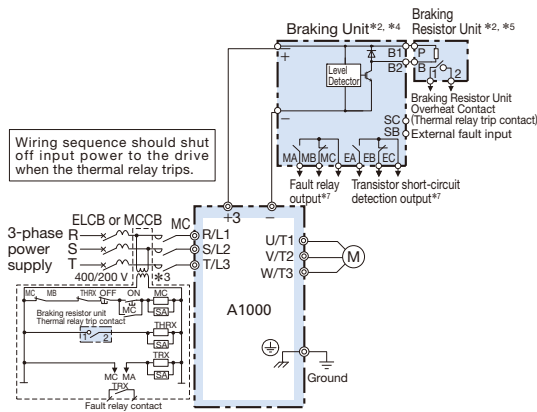 Braking Unit*2, *4
Braking
Resistor Unit *2, *5
+
B1
P
B2
B
1 2
Level
Detector
Braking Resistor Unit
Overheat Contact
(Thermal relay trip contact)
SC
SB
External fault input
−
MA MB MC EA EB EC
Fault relay
output*7
Transistor short-circuit
detection output*7
Wiring sequence should shut
off input power to the drive
when the thermal relay trips.
+3 −
ELCB or MCCB MC
3-phase
power
supply
R
S
T
R/L1
S/L2
T/L3
400/200 V
*3
U/T1
V/T2
W/T3
M
A1000
Ground
MC MB THRX OFF ON MC
MC
SA
Braking resistor unit
Thermal relay trip contact
1 2
THRX
SA
TRX
SA
MC MA
TRX
Fault relay contact